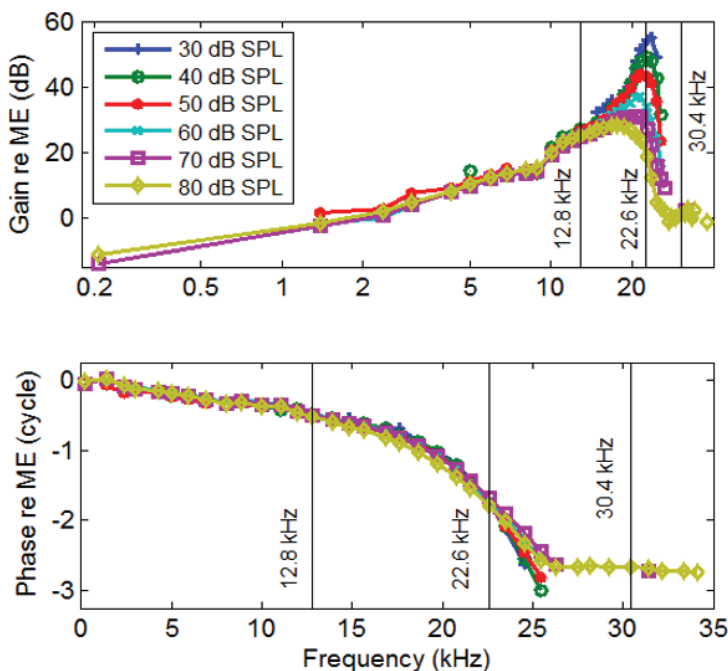 60
40
20
0
Gain re ME (dB)
30 dB SPL
40 dB SPL
50 dB SPL
60 dB SPL
70 dB SPL
80 dB SPL
12.8 kHz
22.6 kHz
30.4 kHz
0.2 0.5 1 2 5 10 20
0
-1
-2
-3
Phase re ME (cycle)
12.8 kHz
22.6 kHz
30.4 kHz
0 5 10 15 20 25 30 35
Frequency (kHz)